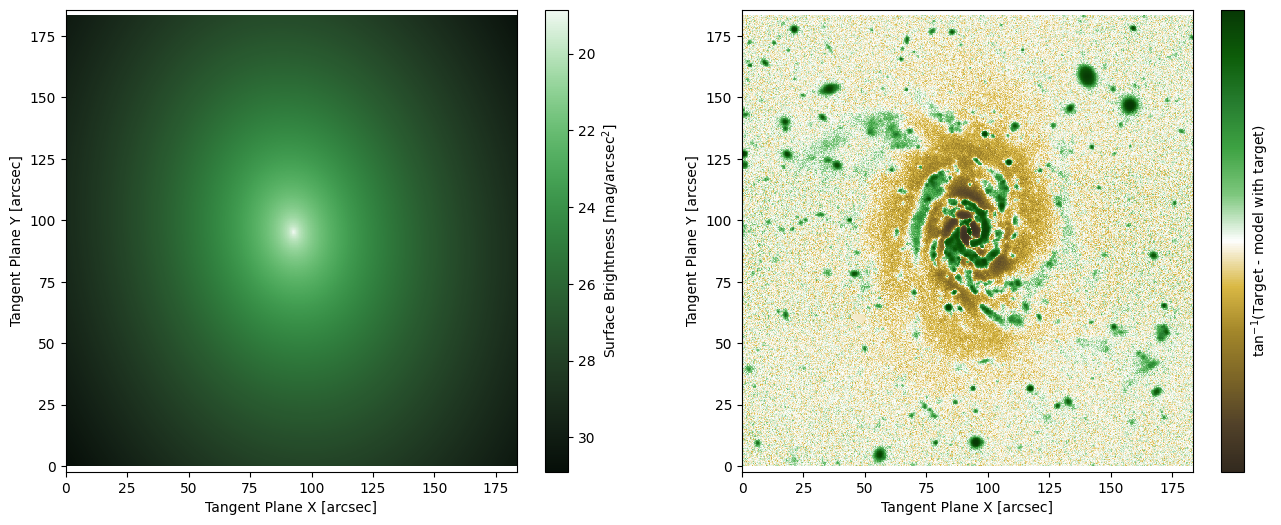 175
150
125
100
75
50
25
0
Tangent Plane Y [arcsec]
0 25 50 75 100 125 150 175
Tangent Plane X [arcsec]
20
22
24
26
28
30
Surface Brightness [mag/arcsec²]
175
150
125
100
75
50
25
0
Tangent Plane Y [arcsec]
0 25 50 75 100 125 150 175
Tangent Plane X [arcsec]
tan⁻¹(Target - model with target)